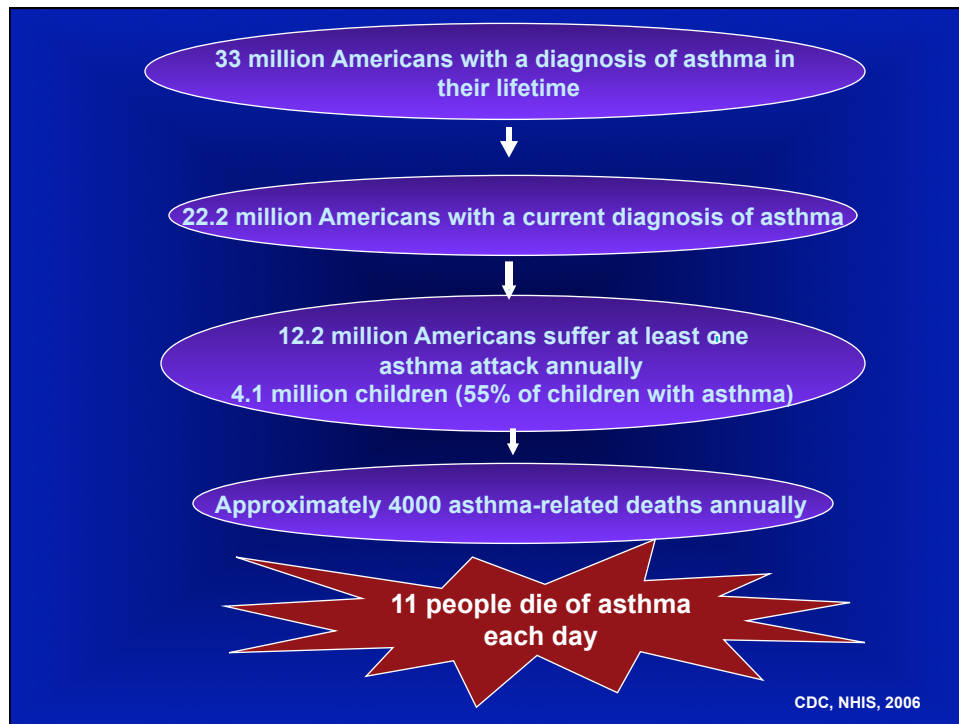 33 million Americans with a diagnosis of asthma in
their lifetime
22.2 million Americans with a current diagnosis of asthma
12.2 million Americans suffer at least one
asthma attack annually
4.1 million children (55% of children with asthma)
Approximately 4000 asthma-related deaths annually
11 people die of asthma
each day
CDC, NHIS, 2006